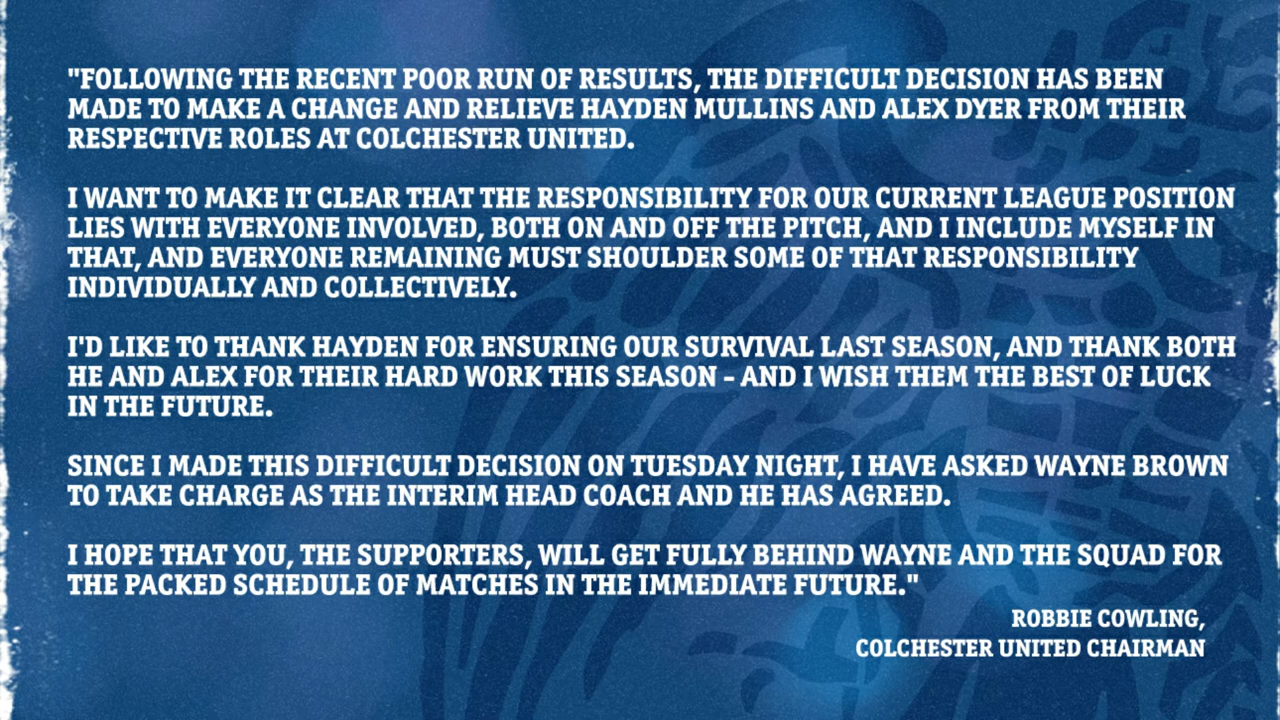 "FOLLOWING THE RECENT POOR RUN OF RESULTS, THE DIFFICULT DECISION HAS BEEN
MADE TO MAKE A CHANGE AND RELIEVE HAYDEN MULLINS AND ALEX DYER FROM THEIR
RESPECTIVE ROLES AT COLCHESTER UNITED.
I WANT TO MAKE IT CLEAR THAT THE RESPONSIBILITY FOR OUR CURRENT LEAGUE POSITION
LIES WITH EVERYONE INVOLVED, BOTH ON AND OFF THE PITCH, AND I INCLUDE MYSELF IN
THAT, AND EVERYONE REMAINING MUST SHOULDER SOME OF THAT RESPONSIBILITY
INDIVIDUALLY AND COLLECTIVELY.
I'D LIKE TO THANK HAYDEN FOR ENSURING OUR SURVIVAL LAST SEASON, AND THANK BOTH
HE AND ALEX FOR THEIR HARD WORK THIS SEASON - AND I WISH THEM THE BEST OF LUCK
IN THE FUTURE.
SINCE I MADE THIS DIFFICULT DECISION ON TUESDAY NIGHT, I HAVE ASKED WAYNE BROWN
TO TAKE CHARGE AS THE INTERIM HEAD COACH AND HE HAS AGREED.
I HOPE THAT YOU, THE SUPPORTERS, WILL GET FULLY BEHIND WAYNE AND THE SQUAD FOR
THE PACKED SCHEDULE OF MATCHES IN THE IMMEDIATE FUTURE."
ROBBIE COWLING,
COLCHESTER UNITED CHAIRMAN